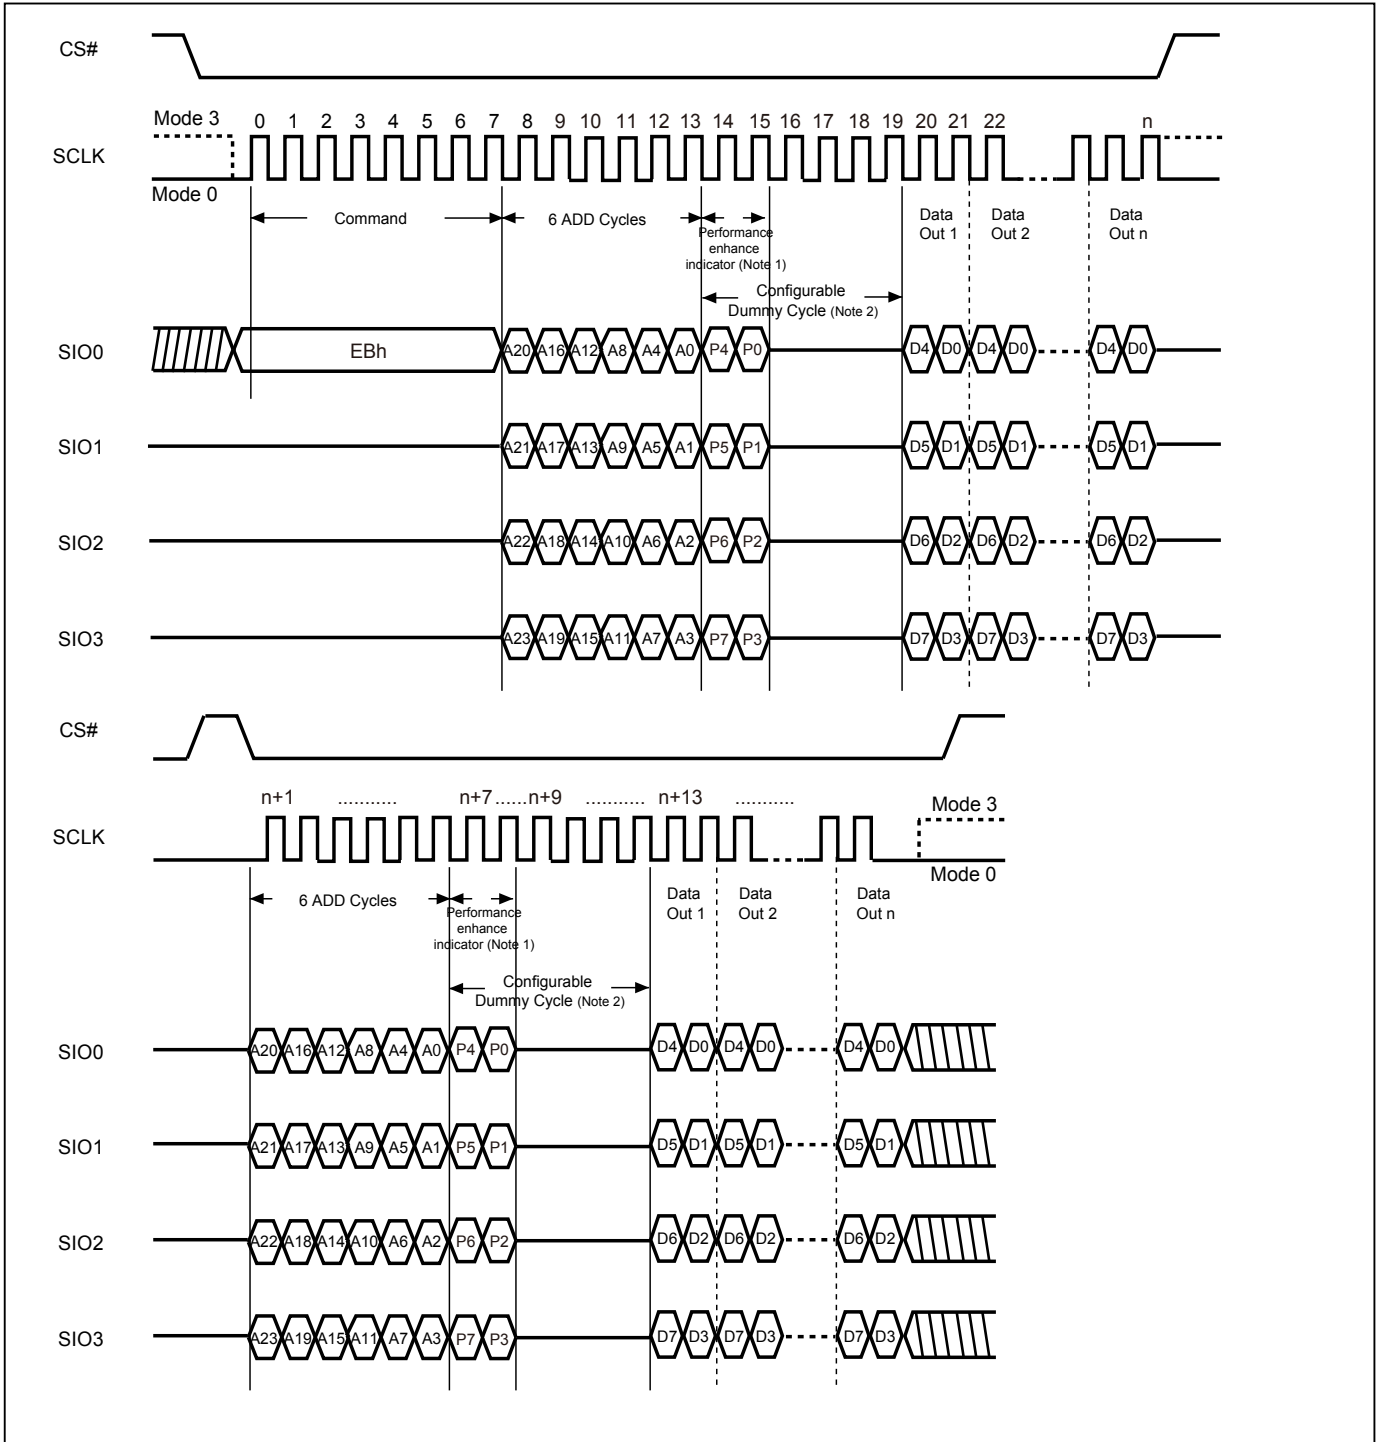 CS#
Mode 3
0 1 2 3 4 5 6 7 8 9 10 11 12 13 14 15 16 17 18 19 20 21 22 n
SCLK
Mode 0
Command
6 ADD Cycles
Performance
enhance
indicator (Note 1)
Data
Out 1
Data
Out 2
Data
Out n
Configurable
Dummy Cycle (Note 2)
SIO0 EBh A20 A16 A12 A8 A4 A0 P4 P0 D4 D0 D4 D0 D4 D0
SIO1 A21 A17 A13 A9 A5 A1 P5 P1 D5 D1 D5 D1 D5 D1
SIO2 A22 A18 A14 A10 A6 A2 P6 P2 D6 D2 D6 D2 D6 D2
SIO3 A23 A19 A15 A11 A7 A3 P7 P3 D7 D3 D7 D3 D7 D3
CS#
n+1 ........... n+7 ...... n+9 ........... n+13 ...........
Mode 3
SCLK
Mode 0
6 ADD Cycles
Performance
enhance
indicator (Note 1)
Data
Out 1
Data
Out 2
Data
Out n
Configurable
Dummy Cycle (Note 2)
SIO0 A20 A16 A12 A8 A4 A0 P4 P0 D4 D0 D4 D0 D4 D0
SIO1 A21 A17 A13 A9 A5 A1 P5 P1 D5 D1 D5 D1 D5 D1
SIO2 A22 A18 A14 A10 A6 A2 P6 P2 D6 D2 D6 D2 D6 D2
SIO3 A23 A19 A15 A11 A7 A3 P7 P3 D7 D3 D7 D3 D7 D3